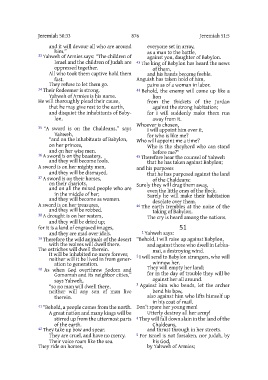 Jeremiah 50:33
876
Jeremiah 51:5
and it will devour all who are around
him."
33 Yahweh of Armies says: "The children of
Israel and the children of Judah are
oppressed together.
All who took them captive hold them
fast.
They refuse to let them go.
34 Their Redeemer is strong.
Yahweh of Armies is his name.
He will thoroughly plead their cause,
that he may give rest to the earth,
and disquiet the inhabitants of Baby-
lon.
35 "A sword is on the Chaldeans," says
Yahweh,
"and on the inhabitants of Babylon,
on her princes,
and on her wise men.
36 A sword is on the boasters,
and they will become fools.
A sword is on her mighty men,
and they will be dismayed.
37 A sword is on their horses,
on their chariots,
and on all the mixed people who are
in the middle of her;
and they will become as women.
A sword is on her treasures,
and they will be robbed.
38 A drought is on her waters,
and they will be dried up;
for it is a land of engraved images,
and they are mad over idols.
39 Therefore the wild animals of the desert
with the wolves will dwell there.
The ostriches will dwell therein.
It will be inhabited no more forever,
neither will it be lived in from gener-
ation to generation.
40 As when God overthrew Sodom and
Gomorrah and its neighbor cities,"
says Yahweh,
"so no man will dwell there,
neither will any son of man live
therein.
41 "Behold, a people comes from the north.
A great nation and many kings will be
stirred up from the uttermost parts
of the earth.
42 They take up bow and spear.
They are cruel, and have no mercy.
Their voice roars like the sea.
They ride on horses,
everyone set in array,
as a man to the battle,
against you, daughter of Babylon.
43 The king of Babylon has heard the news
of them,
and his hands become feeble.
Anguish has taken hold of him,
pains as of a woman in labor.
44 Behold, the enemy will come up like a
lion
from the thickets of the Jordan
against the strong habitation;
for I will suddenly make them run
away from it.
Whoever is chosen,
I will appoint him over it,
for who is like me?
Who will appoint me a time?
Who is the shepherd who can stand
before me?"
45 Therefore hear the counsel of Yahweh
that he has taken against Babylon;
and his purposes
that he has purposed against the land
of the Chaldeans:
Surely they will drag them away,
even the little ones of the flock.
Surely he will make their habitation
desolate over them.
46 The earth trembles at the noise of the
taking of Babylon.
The cry is heard among the nations.
51
1 Yahweh says:
"Behold, I will raise up against Babylon,
and against those who dwell in Leb-kamai,
a destroying wind.
2 I will send to Babylon strangers, who will
winnow her.
They will empty her land;
for in the day of trouble they will be
against her all around.
3 Against him who bends, let the archer
bend his bow,
also against him who lifts himself up
in his coat of mail.
Don't spare her young men!
Utterly destroy all her army!
4 They will fall down slain in the land of the
Chaldeans,
and thrust through in her streets.
5 For Israel is not forsaken, nor Judah, by
his God,
by Yahweh of Armies;